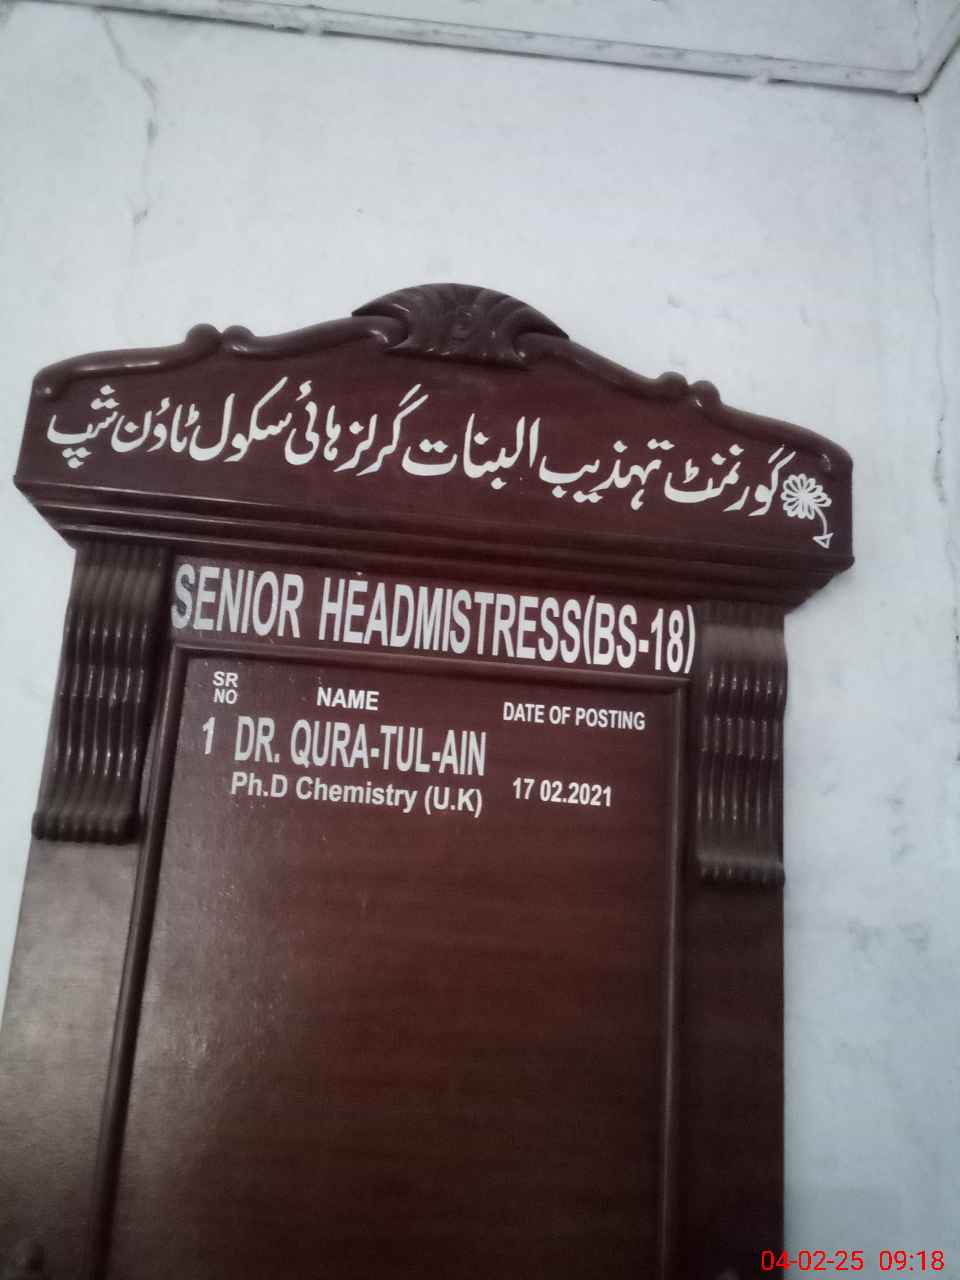 گورنمنٹ تہذیب البنات گرلز ہائی سکول ٹاؤن شپ
SENIOR HEADMISTRESS(BS-18)
SR NO NAME DATE OF POSTING
1 DR. QURA-TUL-AIN
Ph.D Chemistry (U.K) 17 02.2021
04-02-25 09:18